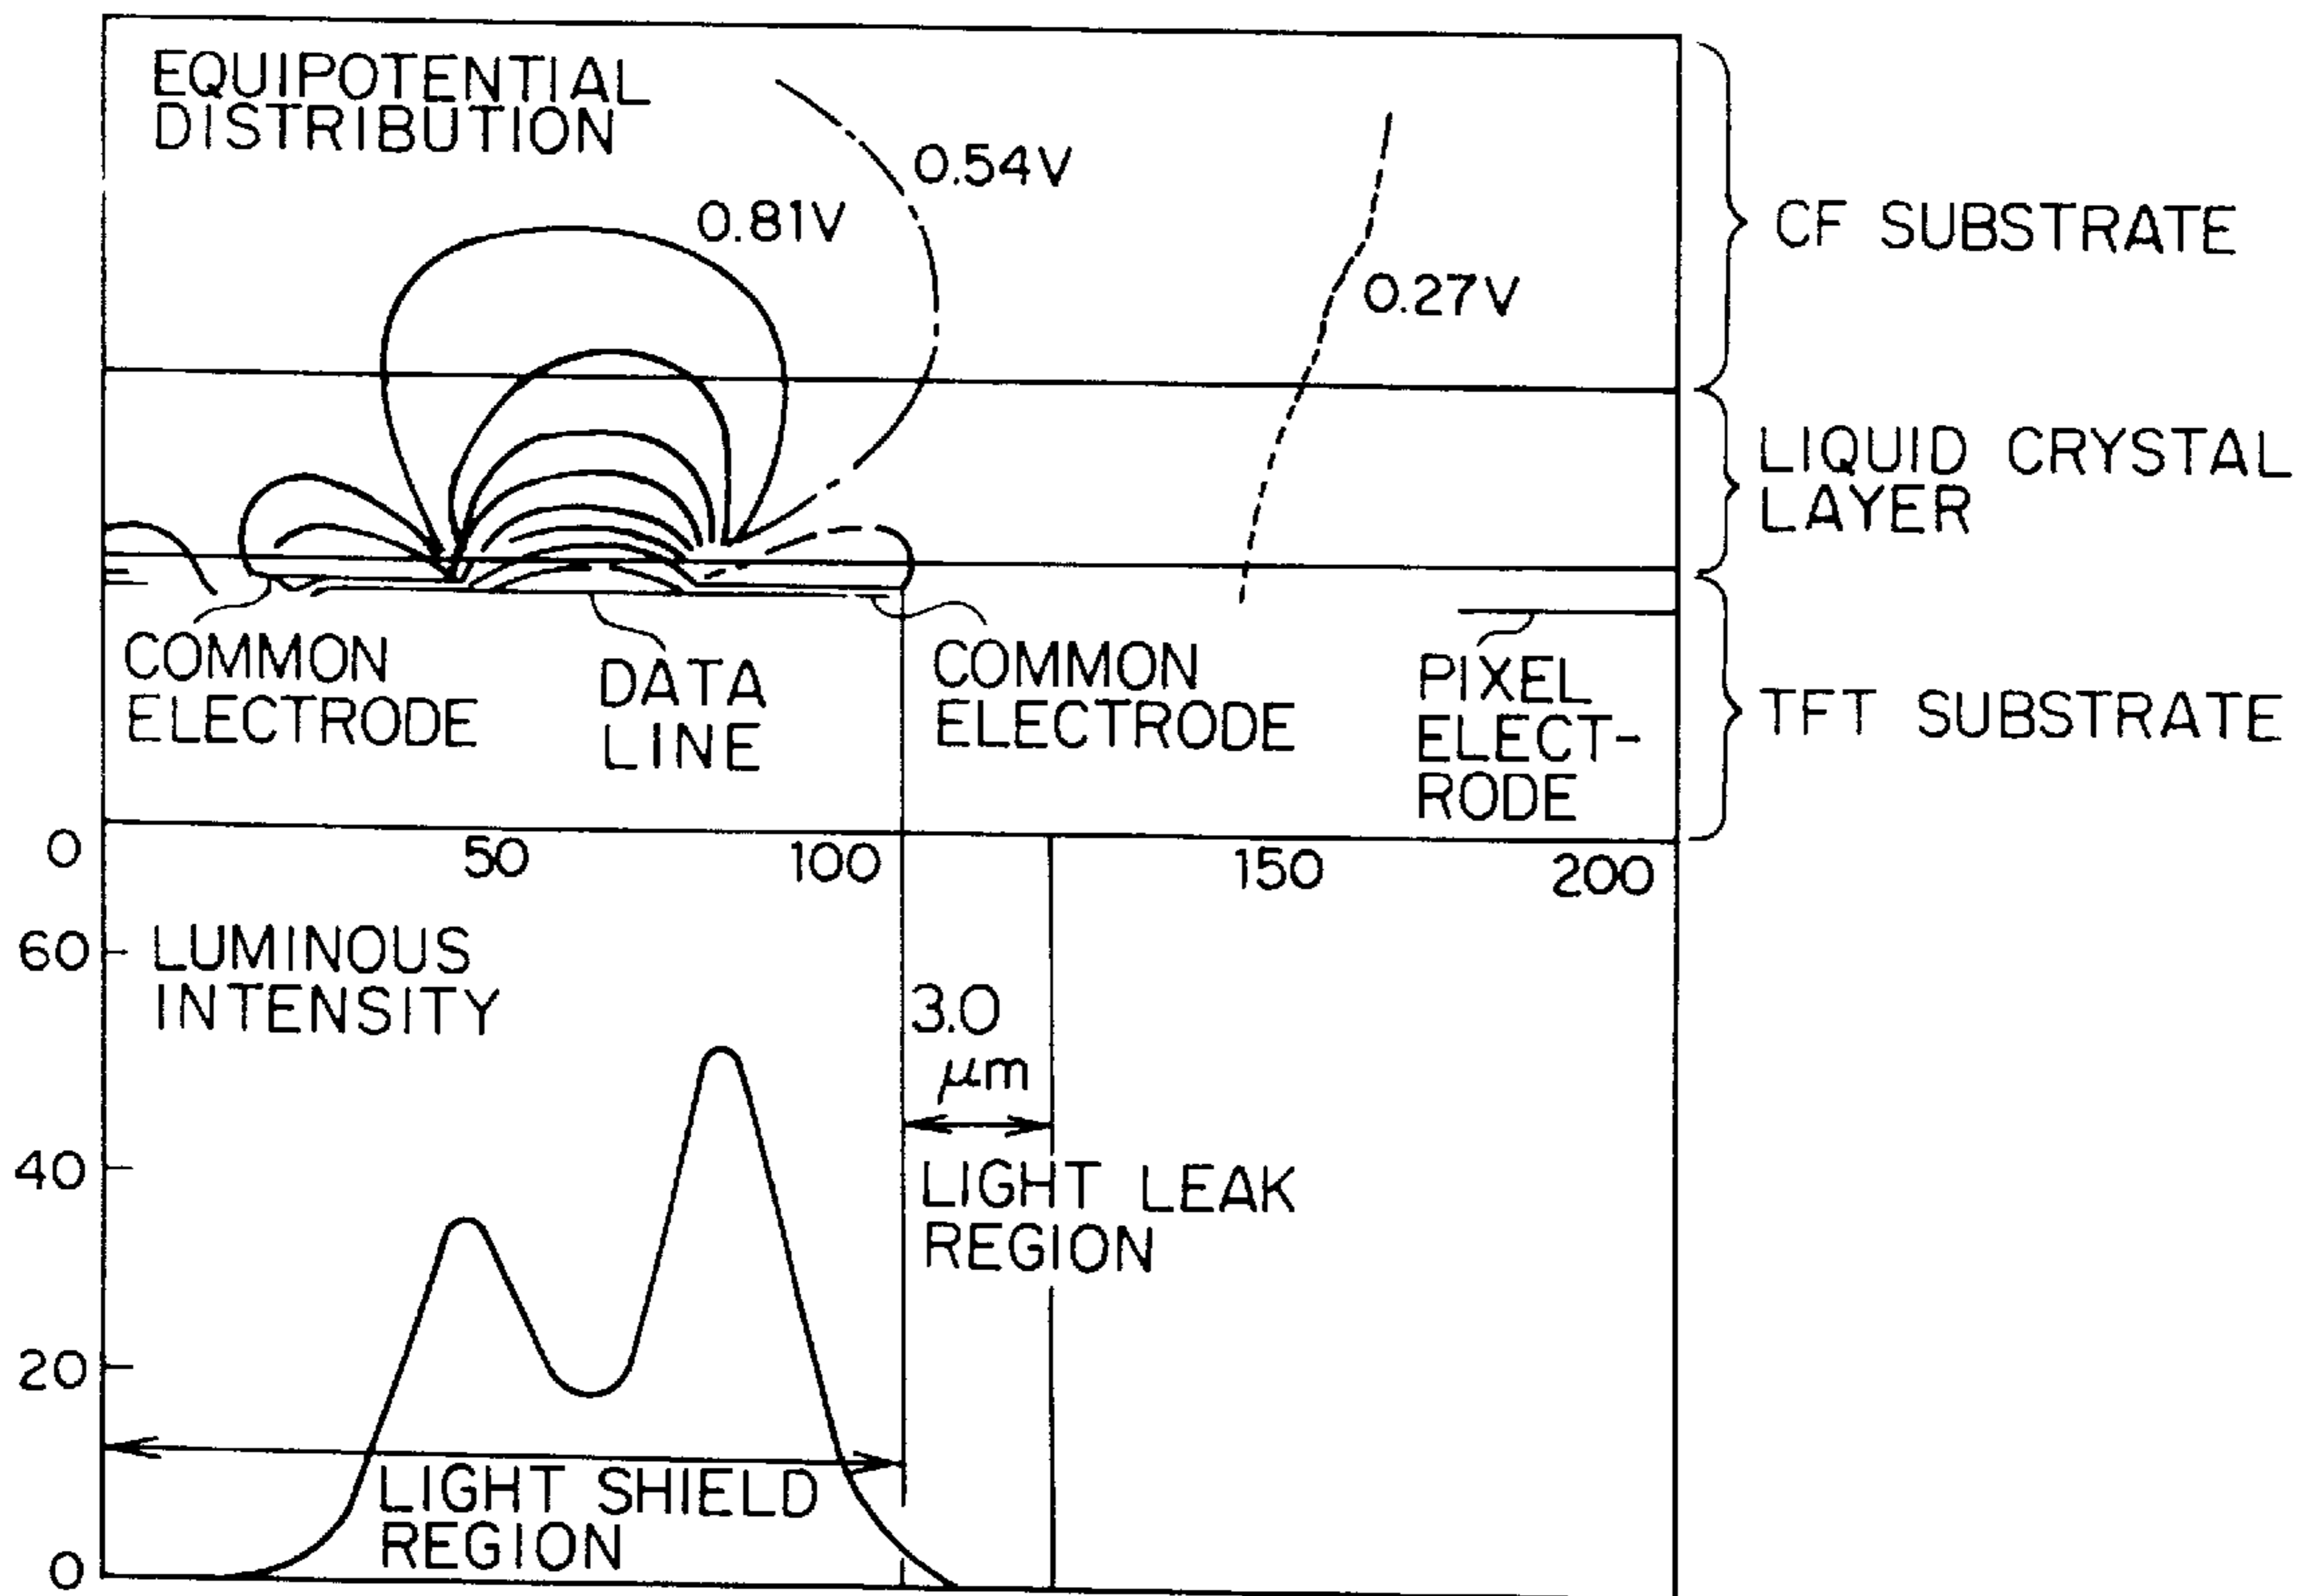 EQUIPOTENTIAL
DISTRIBUTION
0.54V
0.81V
0.27V
CF SUBSTRATE
LIQUID CRYSTAL
LAYER
COMMON
ELECTRODE
DATA
LINE
COMMON
ELECTRODE
PIXEL
ELECT-
RODE
TFT SUBSTRATE
0
50
100
150
200
60
LUMINOUS
INTENSITY
3.0
μm
40
LIGHT LEAK
REGION
20
LIGHT SHIELD
REGION
0